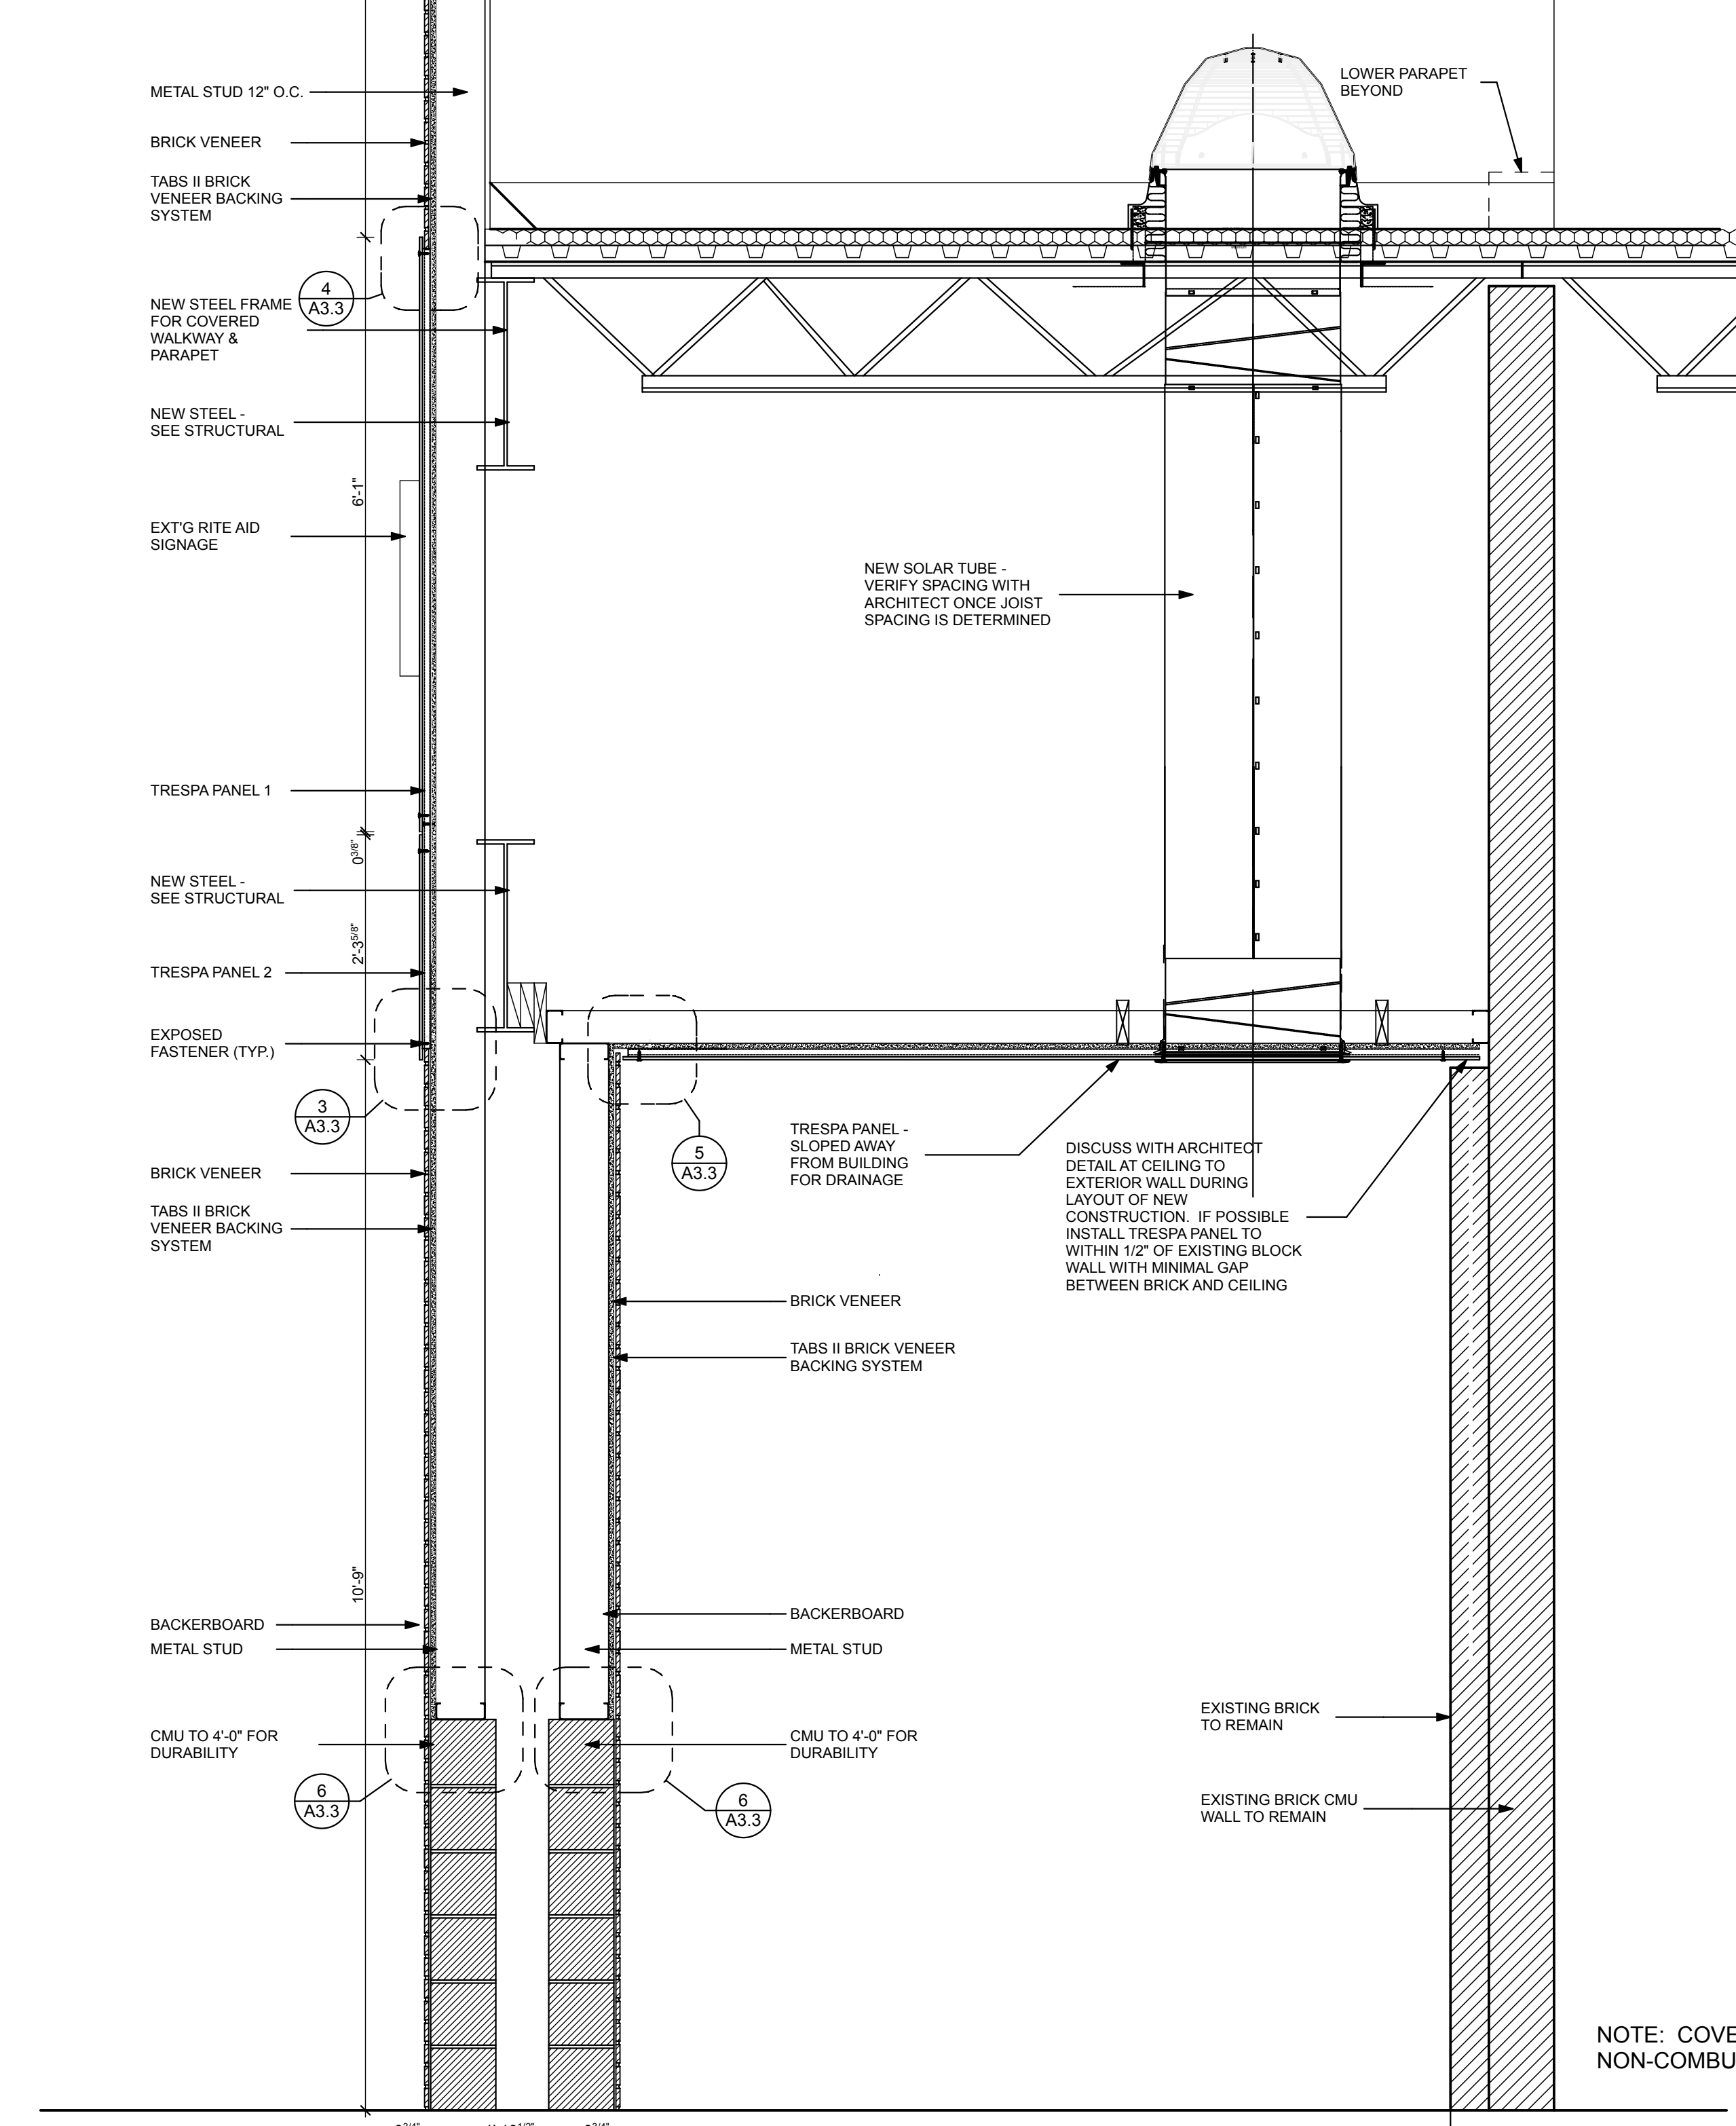 METAL STUD 12" O.C.
BRICK VENEER
TABS II BRICK
VENEER BACKING
SYSTEM
4
A3.3
NEW STEEL FRAME
FOR COVERED
WALKWAY &
PARAPET
NEW STEEL -
SEE STRUCTURAL
6'-1"
EXT'G RITE AID
SIGNAGE
TRESPA PANEL 1
0 3/8"
NEW STEEL -
SEE STRUCTURAL
2'-3 5/8"
TRESPA PANEL 2
EXPOSED
FASTENER (TYP.)
3
A3.3
BRICK VENEER
TABS II BRICK
VENEER BACKING
SYSTEM
10'-9"
BACKERBOARD
METAL STUD
CMU TO 4'-0" FOR
DURABILITY
6
A3.3
LOWER PARAPET
BEYOND
NEW SOLAR TUBE -
VERIFY SPACING WITH
ARCHITECT ONCE JOIST
SPACING IS DETERMINED
5
A3.3
TRESPA PANEL -
SLOPED AWAY
FROM BUILDING
FOR DRAINAGE
DISCUSS WITH ARCHITECT
DETAIL AT CEILING TO
EXTERIOR WALL DURING
LAYOUT OF NEW
CONSTRUCTION. IF POSSIBLE
INSTALL TRESPA PANEL TO
WITHIN 1/2" OF EXISTING BLOCK
WALL WITH MINIMAL GAP
BETWEEN BRICK AND CEILING
BRICK VENEER
TABS II BRICK VENEER
BACKING SYSTEM
BACKERBOARD
METAL STUD
CMU TO 4'-0" FOR
DURABILITY
6
A3.3
EXISTING BRICK
TO REMAIN
EXISTING BRICK CMU
WALL TO REMAIN
NOTE: COVE
NON-COMBU